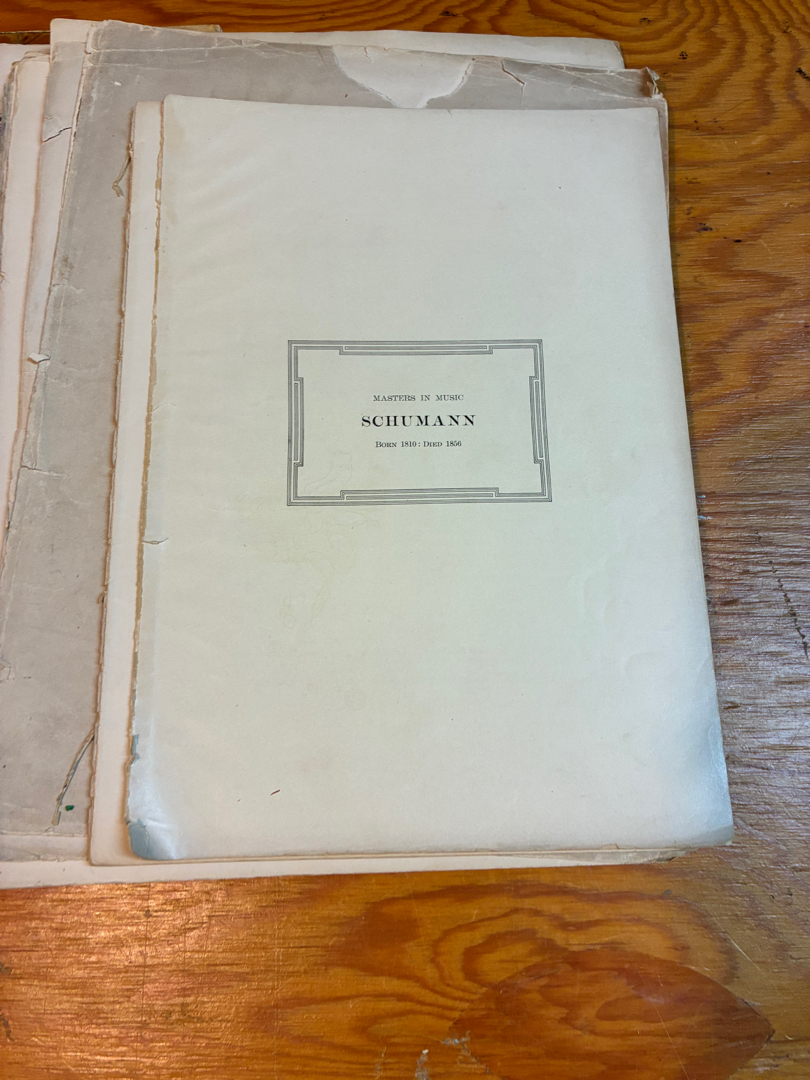 MASTERS IN MUSIC
SCHUMANN
BORN 1810 : DIED 1856